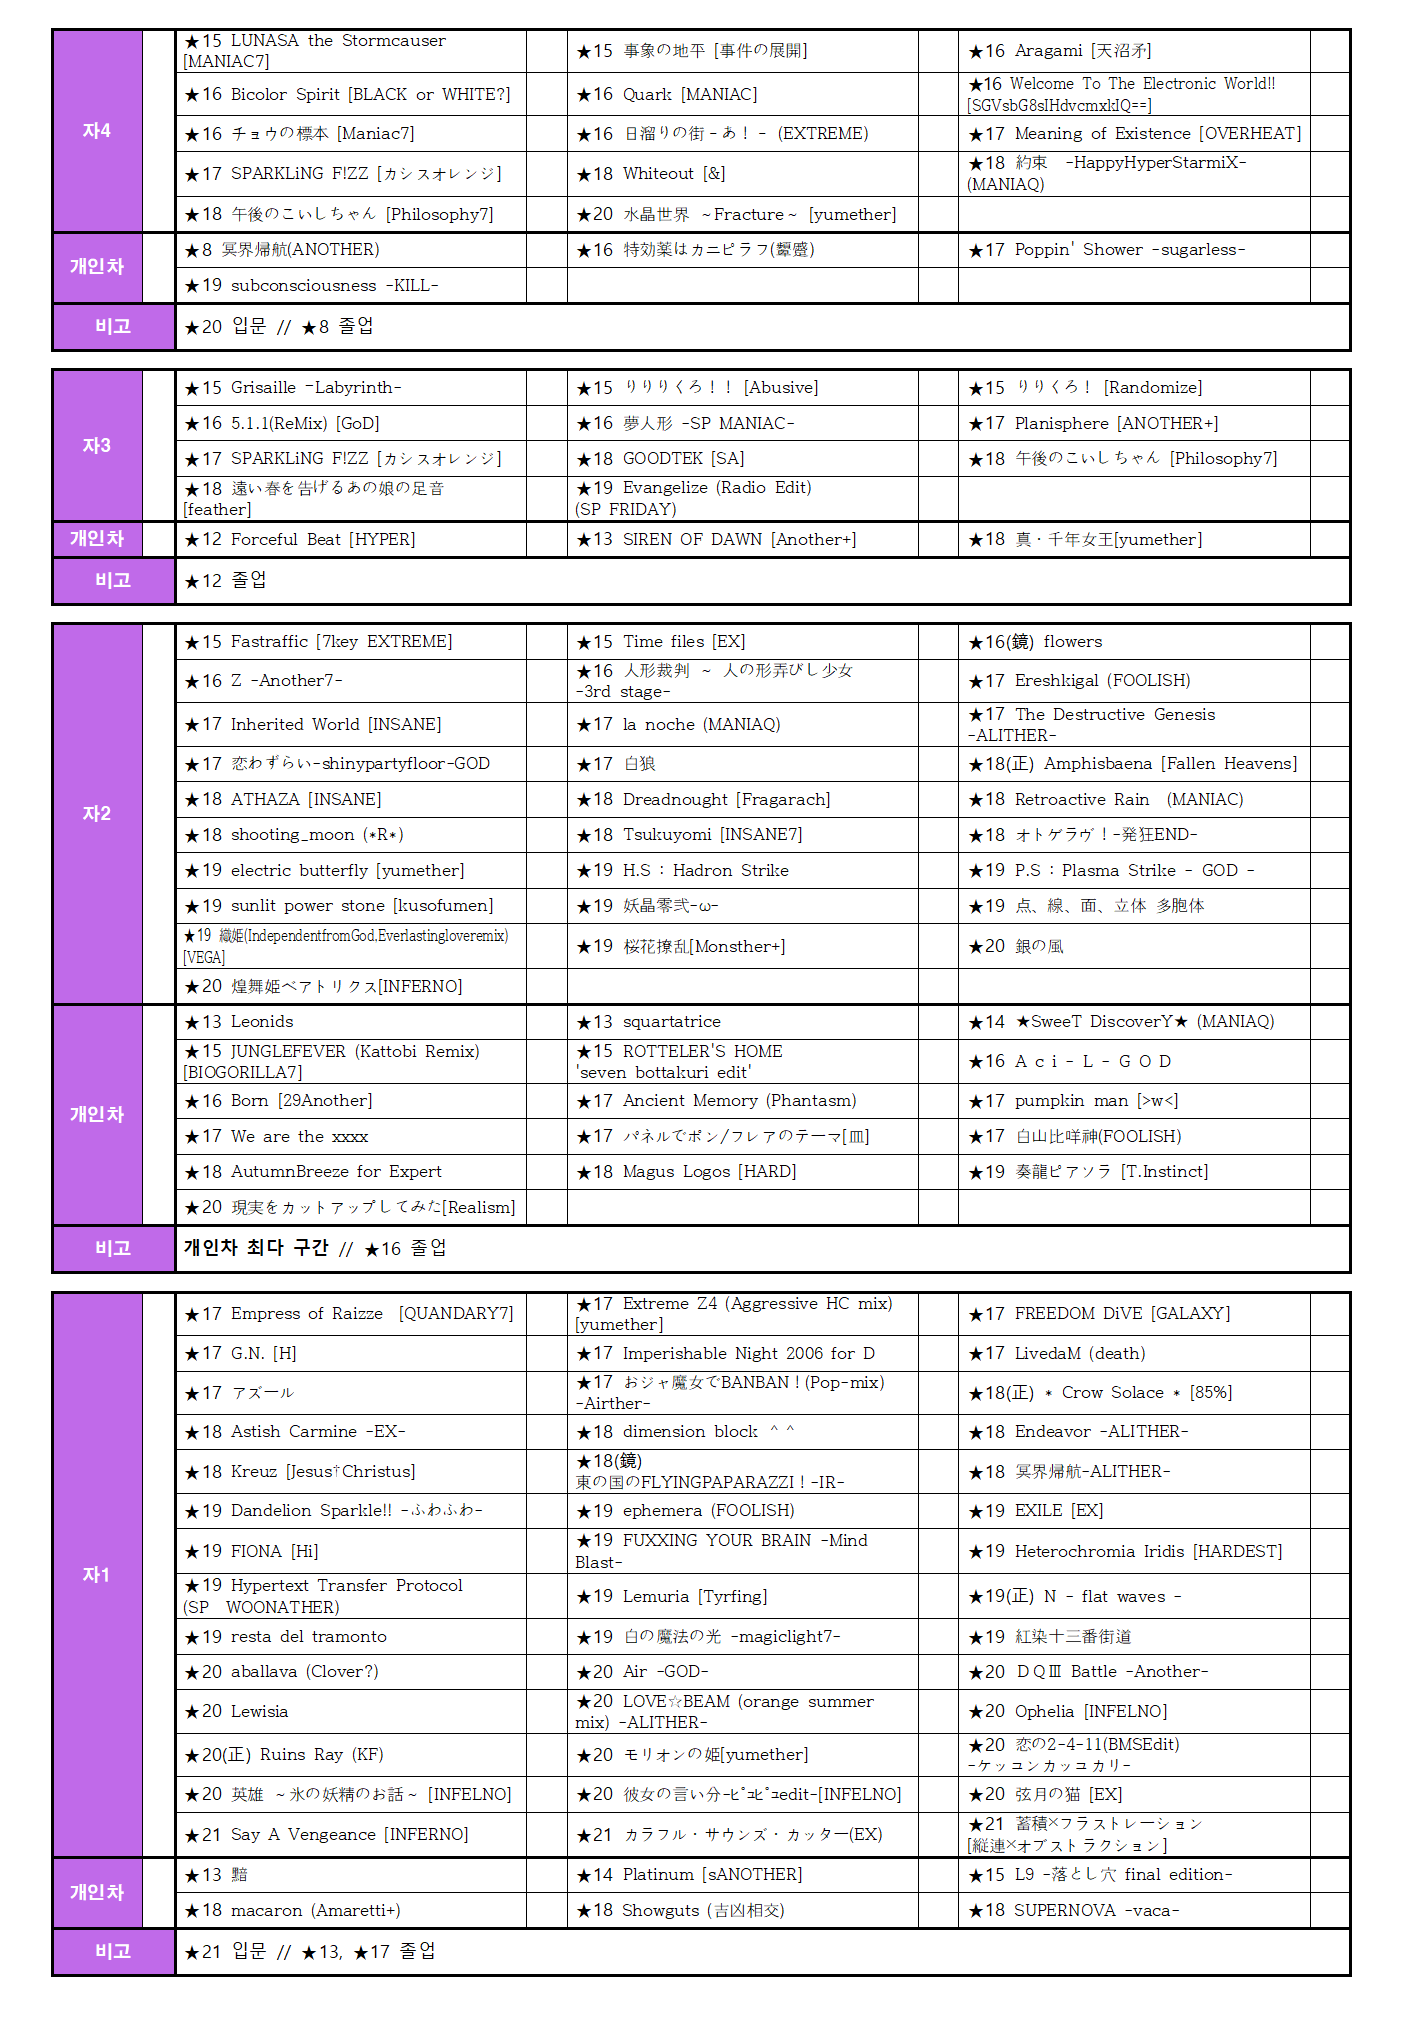 자4
★15 LUNASA the Stormcauser
[MANIAC7]
★15 事象の地平 [事件の展開]
★16 Aragami [天沼矛]
★16 Bicolor Spirit [BLACK or WHITE?]
★16 Quark [MANIAC]
★16 Welcome To The Electronic World!!
[SGVsbG8sIHdvcmxkIQ==]
★16 チョウの標本 [Maniac7]
★16 日溜りの街‐あ！‐ (EXTREME)
★17 Meaning of Existence [OVERHEAT]
★17 SPARKLiNG F!ZZ [カシスオレンジ]
★18 Whiteout [&]
★18 約束　-HappyHyperStarmiX-
(MANIAQ)
★18 午後のこいしちゃん [Philosophy7]
★20 水晶世界 ～Fracture～ [yumether]
개인차
★8 冥界帰航(ANOTHER)
★16 特効薬はカニピラフ(顰蹙)
★17 Poppin' Shower -sugarless-
★19 subconsciousness -KILL-
비고
★20 입문 // ★8 졸업
자3
★15 Grisaille -Labyrinth-
★15 りりりくろ！！ [Abusive]
★15 りりくろ！ [Randomize]
★16 5.1.1(ReMix) [GoD]
★16 夢人形 -SP MANIAC-
★17 Planisphere [ANOTHER+]
★17 SPARKLiNG F!ZZ [カシスオレンジ]
★18 GOODTEK [SA]
★18 午後のこいしちゃん [Philosophy7]
★18 遠い春を告げるあの娘の足音
[feather]
★19 Evangelize (Radio Edit)
(SP FRIDAY)
개인차
★12 Forceful Beat [HYPER]
★13 SIREN OF DAWN [Another+]
★18 真・千年女王[yumether]
비고
★12 졸업
자2
★15 Fastraffic [7key EXTREME]
★15 Time files [EX]
★16(鏡) flowers
★16 Z -Another7-
★16 人形裁判 ～ 人の形弄びし少女
-3rd stage-
★17 Ereshkigal (FOOLISH)
★17 Inherited World [INSANE]
★17 la noche (MANIAQ)
★17 The Destructive Genesis
-ALITHER-
★17 恋わずらい-shinypartyfloor-GOD
★17 白狼
★18(正) Amphisbaena [Fallen Heavens]
★18 ATHAZA [INSANE]
★18 Dreadnought [Fragarach]
★18 Retroactive Rain　(MANIAC)
★18 shooting_moon (*R*)
★18 Tsukuyomi [INSANE7]
★18 オトゲラヴ！-発狂END-
★19 electric butterfly [yumether]
★19 H.S：Hadron Strike
★19 P.S：Plasma Strike - GOD -
★19 sunlit power stone [kusofumen]
★19 妖晶零弐-ω-
★19 点、線、面、立体 多胞体
★19 織姫(IndependentfromGod,Everlastingloveremix)
[VEGA]
★19 桜花撩乱[Monsther+]
★20 銀の風
★20 煌舞姫ベアトリクス[INFERNO]
개인차
★13 Leonids
★13 squartatrice
★14 ★SweeT DiscoverY★ (MANIAQ)
★15 JUNGLEFEVER (Kattobi Remix)
[BIOGORILLA7]
★15 ROTTELER'S HOME
'seven bottakuri edit'
★16 Ａｃｉ‐Ｌ‐ＧＯＤ
★16 Born [29Another]
★17 Ancient Memory (Phantasm)
★17 pumpkin man [>w<]
★17 We are the xxxx
★17 パネルでポン/フレアのテーマ[皿]
★17 白山比咩神(FOOLISH)
★18 AutumnBreeze for Expert
★18 Magus Logos [HARD]
★19 奏龍ピアソラ [T.Instinct]
★20 現実をカットアップしてみた[Realism]
비고
개인차 최다 구간 // ★16 졸업
자1
★17 Empress of Raizze　[QUANDARY7]
★17 Extreme Z4 (Aggressive HC mix)
[yumether]
★17 FREEDOM DiVE [GALAXY]
★17 G.N. [H]
★17 Imperishable Night 2006 for D
★17 LivedaM (death)
★17 アズール
★17 おジャ魔女でBANBAN！(Pop-mix)
-Airther-
★18(正) * Crow Solace * [85%]
★18 Astish Carmine -EX-
★18 dimension block ＾＾
★18 Endeavor -ALITHER-
★18 Kreuz [Jesus†Christus]
★18(鏡)
東の国のFLYINGPAPARAZZI！-IR-
★18 冥界帰航-ALITHER-
★19 Dandelion Sparkle!! -ふわふわ-
★19 ephemera (FOOLISH)
★19 EXILE [EX]
★19 FIONA [Hi]
★19 FUXXING YOUR BRAIN -Mind
Blast-
★19 Heterochromia Iridis [HARDEST]
★19 Hypertext Transfer Protocol
(SP　WOONATHER)
★19 Lemuria [Tyrfing]
★19(正) N - flat waves -
★19 resta del tramonto
★19 白の魔法の光 -magiclight7-
★19 紅染十三番街道
★20 aballava (Clover?)
★20 Air -GOD-
★20 ＤＱⅢ Battle -Another-
★20 Lewisia
★20 LOVE☆BEAM (orange summer
mix) -ALITHER-
★20 Ophelia [INFELNO]
★20(正) Ruins Ray (KF)
★20 モリオンの姫[yumether]
★20 恋の2-4-11(BMSEdit)
-ケッユンカッユカリ-
★20 英雄 ～氷の妖精のお話～ [INFELNO]
★20 彼女の言い分-ﾋﾟｭﾋﾟｭedit-[INFELNO]
★20 弦月の猫 [EX]
★21 Say A Vengeance [INFERNO]
★21 カラフル・サウンズ・カッター(EX)
★21 蓄積×フラストレーション
[縦連×オブストラクション]
개인차
★13 黯
★14 Platinum [sANOTHER]
★15 L9 -落とし穴 final edition-
★18 macaron (Amaretti+)
★18 Showguts (吉凶相交)
★18 SUPERNOVA -vaca-
비고
★21 입문 // ★13, ★17 졸업